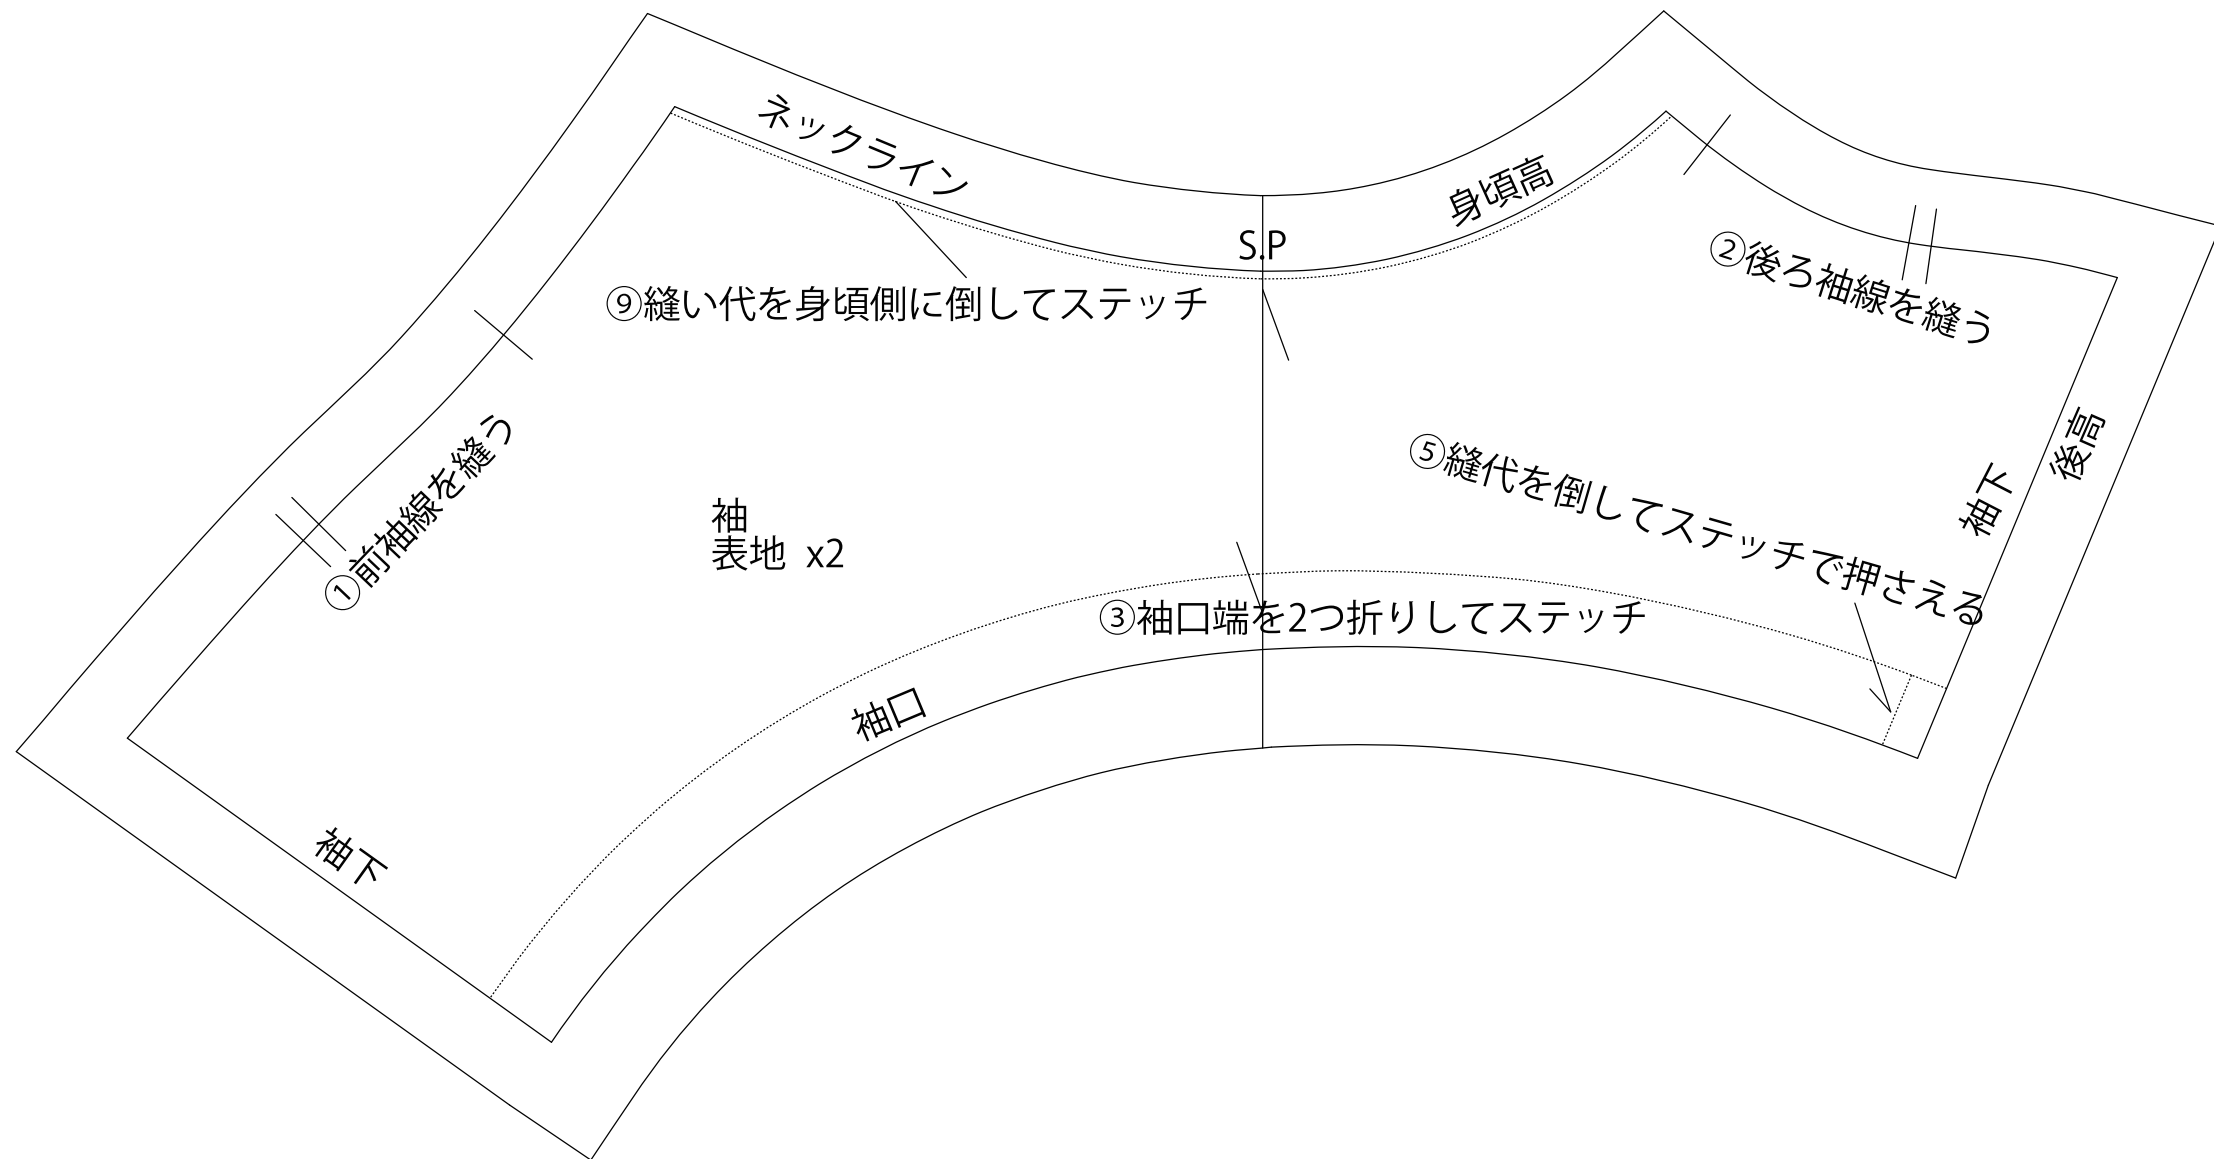 ネックライン
身頃高
S.P
②後ろ袖線を縫う
⑨縫い代を身頃側に倒してステッチ
①前袖線を縫う
袖
表地 x2
⑤縫代を倒してステッチで押さえる
袖下
後高
③袖口端を2つ折りしてステッチ
袖口
袖下